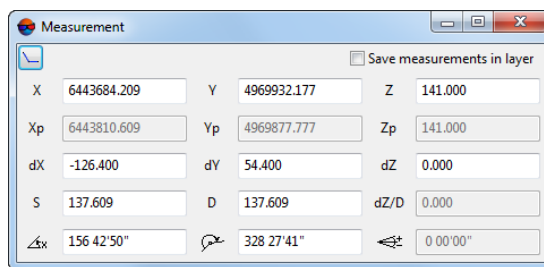 Measurement
Save measurements in layer
X 6443684.209 Y 4969932.177 Z 141.000
Xp 6443810.609 Yp 4969877.777 Zp 141.000
dX -126.400 dY 54.400 dZ 0.000
S 137.609 D 137.609 dZ/D 0.000
x 156 42'50" 328 27'41" 0 00'00"